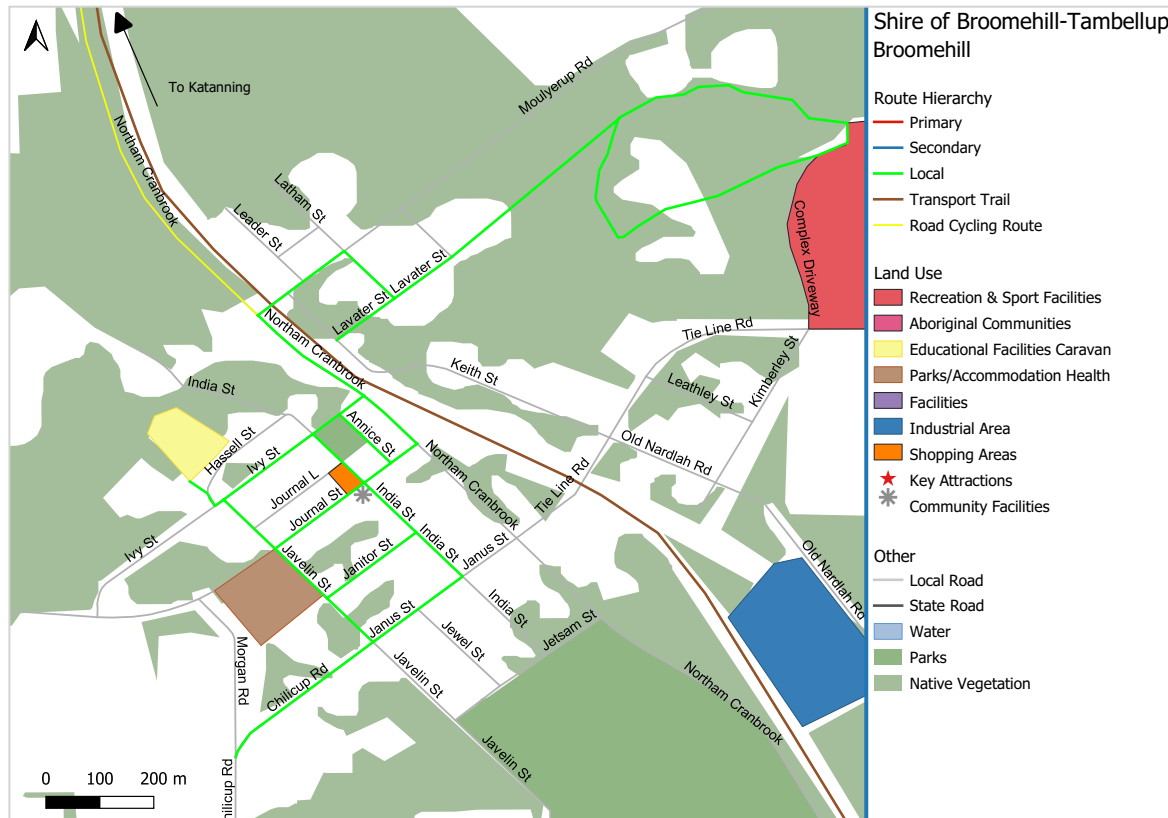 Shire of Broomehill-Tambellup
Broomehill
Route Hierarchy
Primary
Secondary
Local
Transport Trail
Road Cycling Route
Land Use
Recreation & Sport Facilities
Aboriginal Communities
Educational Facilities Caravan
Parks/Accommodation Health
Facilities
Industrial Area
Shopping Areas
Key Attractions
Community Facilities
Other
Local Road
State Road
Water
Parks
Native Vegetation
To Katanning
Moulyerup Rd
Northam Cranbrook
Latham St
Leader St
Complex Driveway
Lavater St
Lavater St
Northam Cranbrook
Tie Line Rd
Kimberley St
Keith St
Leathley St
India St
Annice St
Hassell St
Ivy St
Old Nardlah Rd
Northam Cranbrook
Journal L
Journal St
India St
Tie Line Rd
India St
Janus St
Ivy St
Javelin St
Janitor St
Old Nardlah Rd
India St
Janus St
Jewel St
Jetsam St
Morgan Rd
Javelin St
Chilicup Rd
Northam Cranbrook
Javelin St
hilicup Rd
0 100 200 m